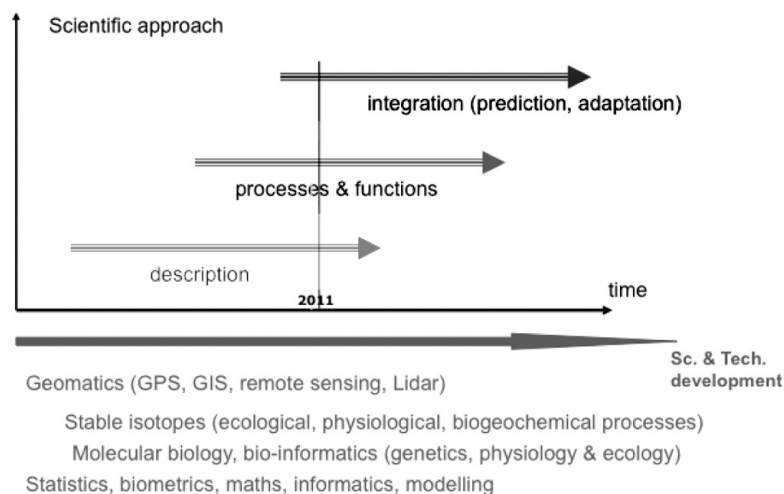 Scientific approach
integration (prediction, adaptation)
processes & functions
description
2011
time
Sc. & Tech.
development
Geomatics (GPS, GIS, remote sensing, Lidar)
Stable isotopes (ecological, physiological, biogeochemical processes)
Molecular biology, bio-informatics (genetics, physiology & ecology)
Statistics, biometrics, maths, informatics, modelling